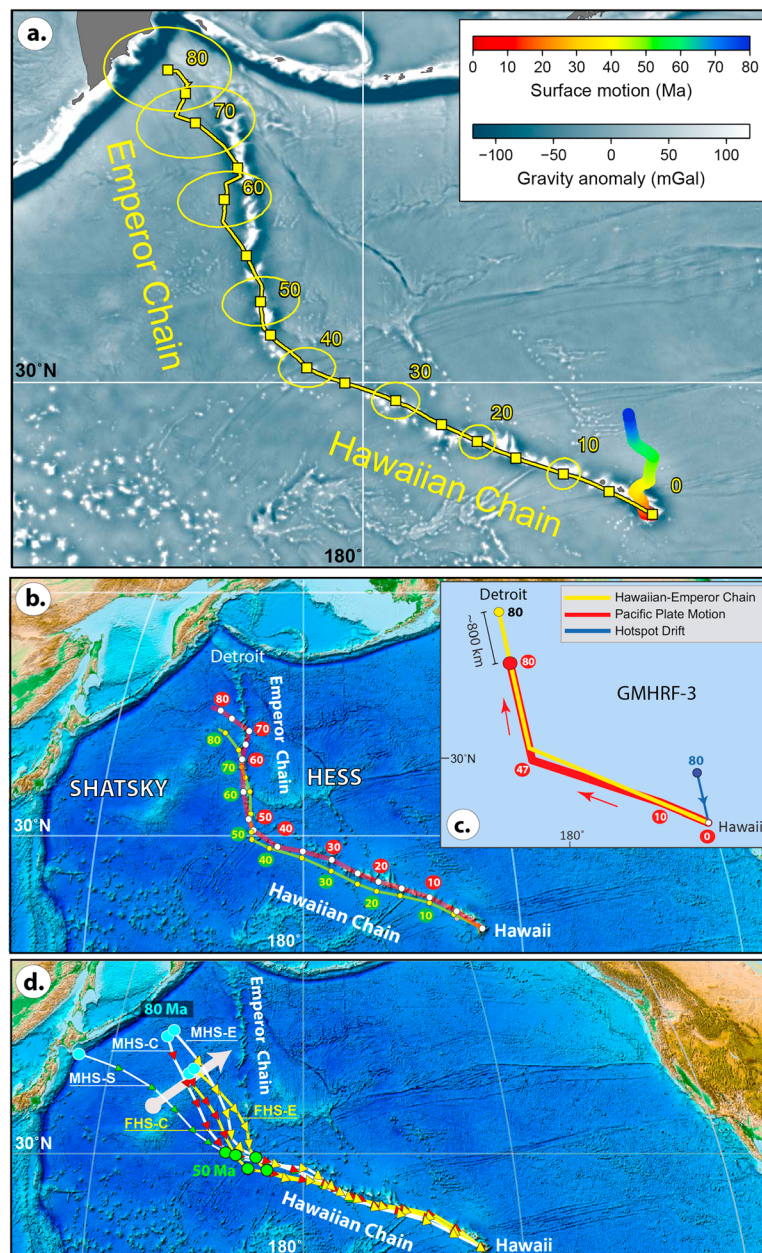 a.
0 10 20 30 40 50 60 70 80
Surface motion (Ma)
−100 −50 0 50 100
Gravity anomaly (mGal)
80
70
60
50
40
30
20
10
0
Emperor Chain
Hawaiian Chain
30°N
180°
b.
Detroit
Emperor Chain
SHATSKY
HESS
80
70
60
50
40
30
20
10
80
70
60
50
40
30
20
10
30°N
Hawaiian Chain
Hawaii
180°
Detroit
80
~800 km
80
Hawaiian-Emperor Chain
Pacific Plate Motion
Hotspot Drift
GMHRF-3
30°N
47
80
10
0
Hawaii
180°
c.
d.
80 Ma
MHS-E
MHS-C
MHS-S
FHS-C
FHS-E
Emperor Chain
30°N
50 Ma
Hawaiian Chain
Hawaii
180°